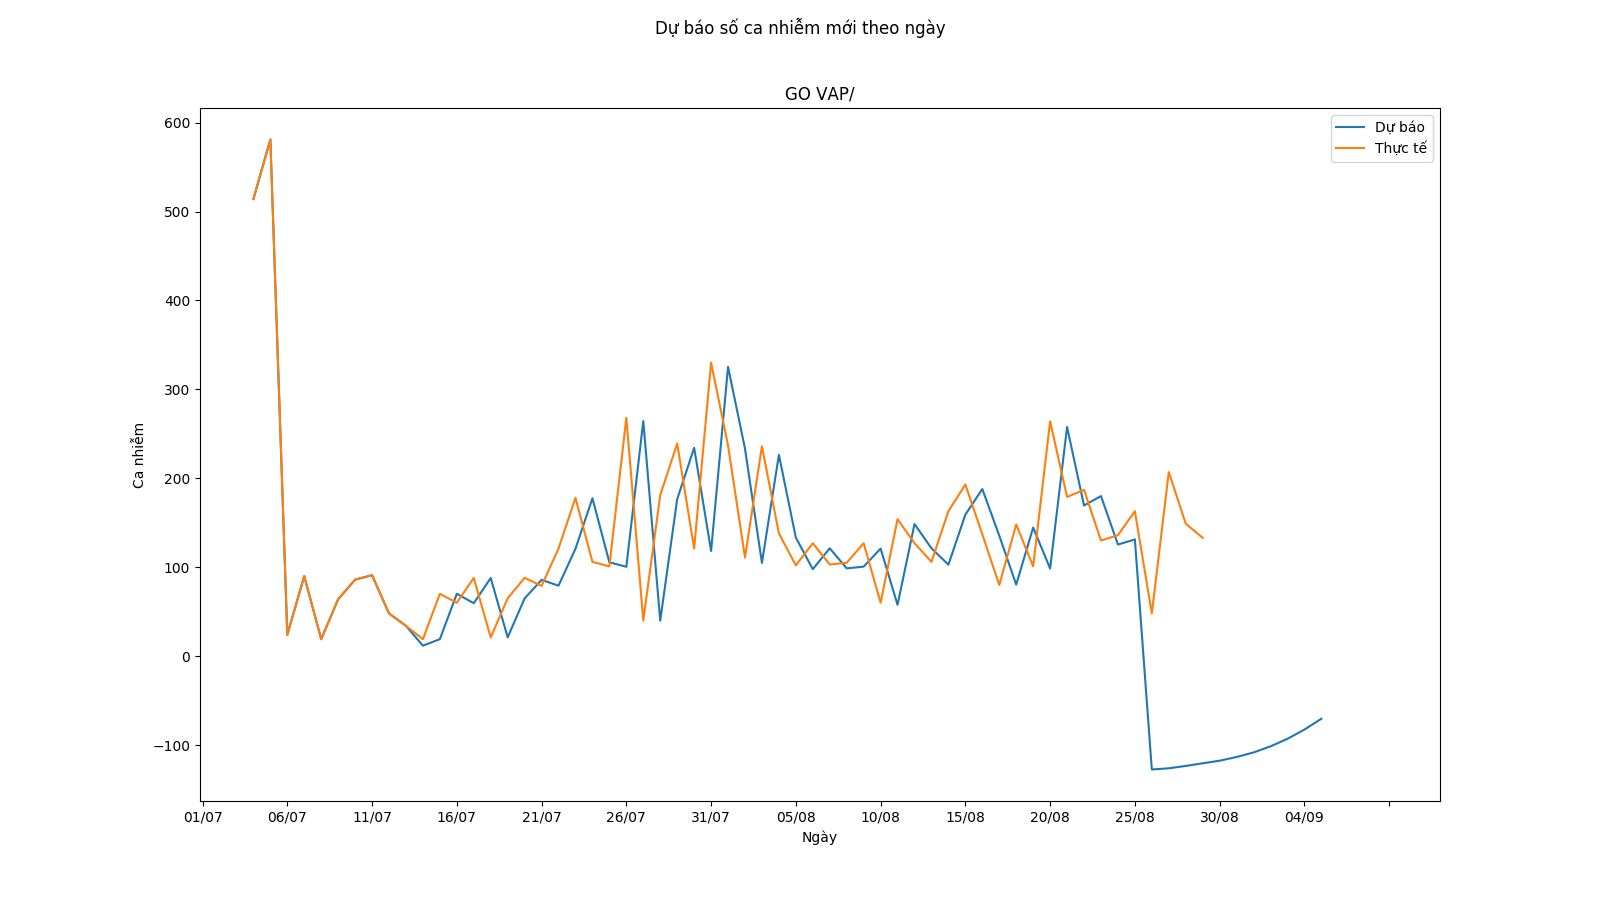 Dự báo số ca nhiễm mới theo ngày
GO VAP/
Dự báo
Thực tế
Ca nhiễm
600
500
400
300
200
100
0
−100
01/07 06/07 11/07 16/07 21/07 26/07 31/07 05/08 10/08 15/08 20/08 25/08 30/08 04/09
Ngày